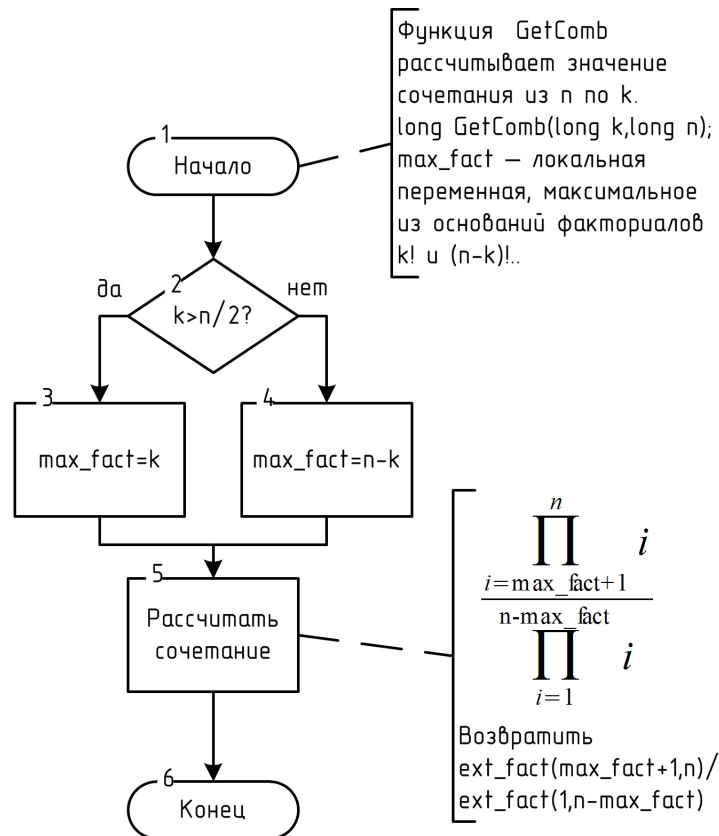 Функция GetComb
рассчитывает значение
сочетания из n по k.
long GetComb(long k,long n);
max_fact – локальная
переменная, максимальное
из оснований факториалов
k! и (n-k)!..
1
Начало
2
да
нет
k>n/2?
3
max_fact=k
4
max_fact=n-k
5
Рассчитать
сочетание
n
∏ i
i=max_fact+1
n-max_fact
∏ i
i=1
Возвратить
ext_fact(max_fact+1,n)/
ext_fact(1,n-max_fact)
6
Конец